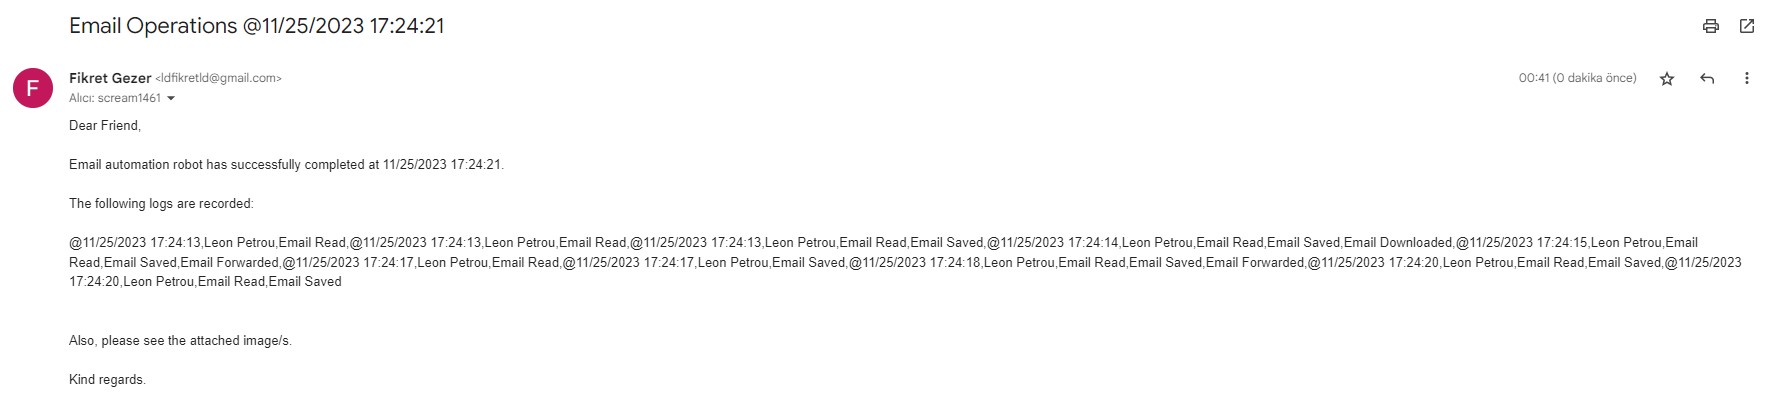 Email Operations @11/25/2023 17:24:21
F
Fikret Gezer <ldfikretld@gmail.com>
00:41 (0 dakika önce)
Alıcı: scream1461
Dear Friend,
Email automation robot has successfully completed at 11/25/2023 17:24:21.
The following logs are recorded:
@11/25/2023 17:24:13,Leon Petrou,Email Read,@11/25/2023 17:24:13,Leon Petrou,Email Read,@11/25/2023 17:24:13,Leon Petrou,Email Read,Email Saved,@11/25/2023 17:24:14,Leon Petrou,Email Read,Email Saved,Email Downloaded,@11/25/2023 17:24:15,Leon Petrou,Email
Read,Email Saved,Email Forwarded,@11/25/2023 17:24:17,Leon Petrou,Email Read,@11/25/2023 17:24:17,Leon Petrou,Email Saved,@11/25/2023 17:24:18,Leon Petrou,Email Read,Email Saved,Email Forwarded,@11/25/2023 17:24:20,Leon Petrou,Email Read,Email Saved,@11/25/2023
17:24:20,Leon Petrou,Email Read,Email Saved
Also, please see the attached image/s.
Kind regards.